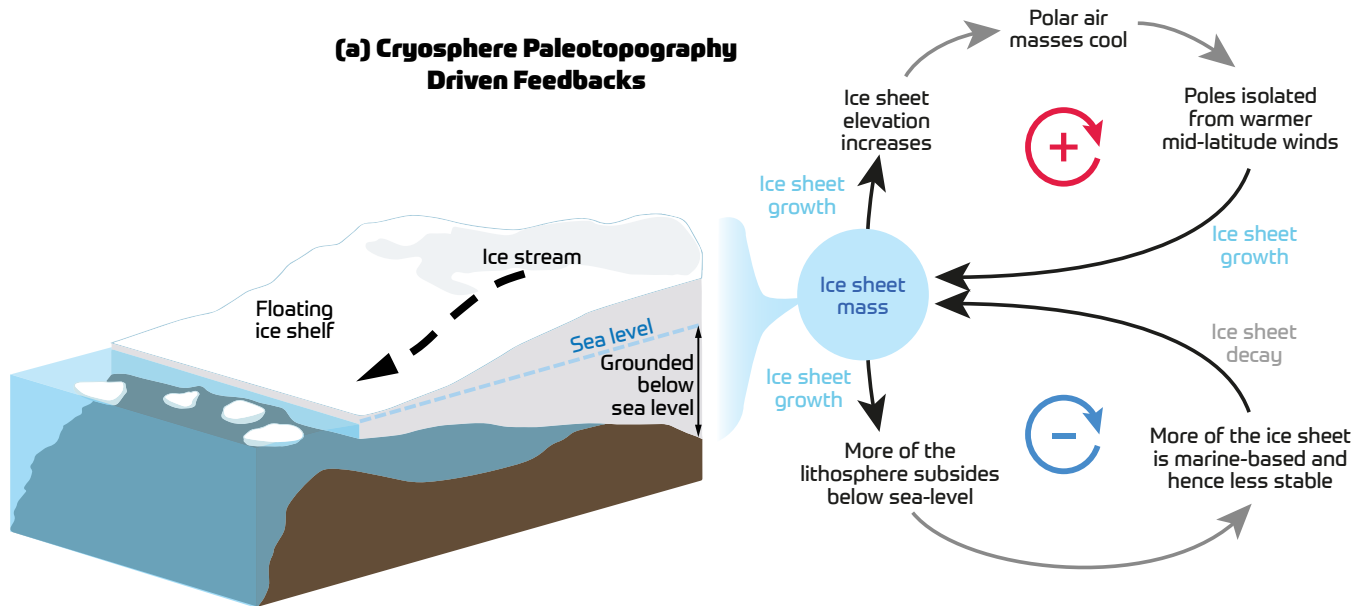 (a) Cryosphere Paleotopography
Driven Feedbacks
Ice stream
Floating
ice shelf
Sea level
Grounded
below
sea level
Polar air
masses cool
Ice sheet
elevation
increases
Poles isolated
from warmer
mid-latitude winds
+
Ice sheet
growth
Ice sheet
growth
Ice sheet
mass
Ice sheet
decay
Ice sheet
growth
-
More of the
lithosphere subsides
below sea-level
More of the ice sheet
is marine-based and
hence less stable